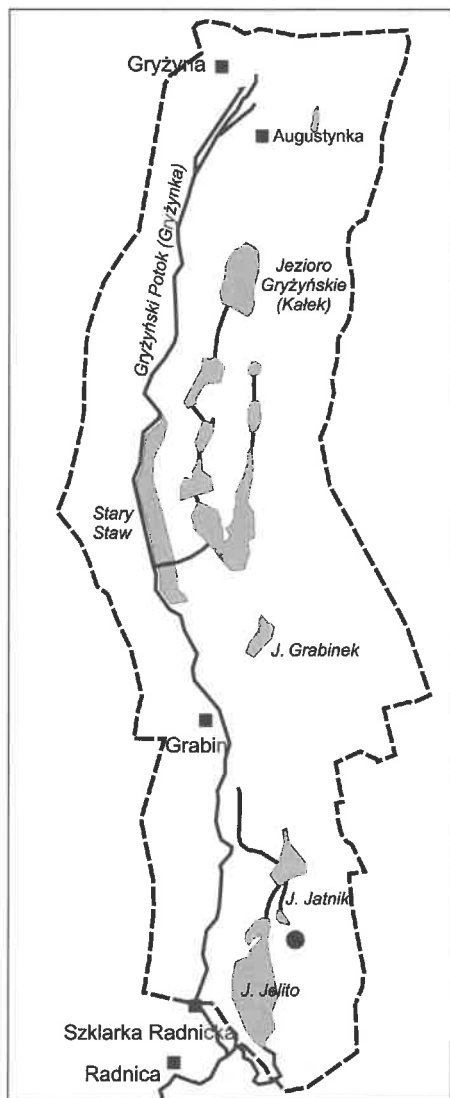 Gryżyna
Augustynka
Gryżyński Potok (Gryżynka)
Jezioro
Gryżyńskie
(Kałek)
Stary
Staw
J. Grabinek
Grabin
J. Jatnik
J. Jelito
Szklarka Radnicka
Radnica